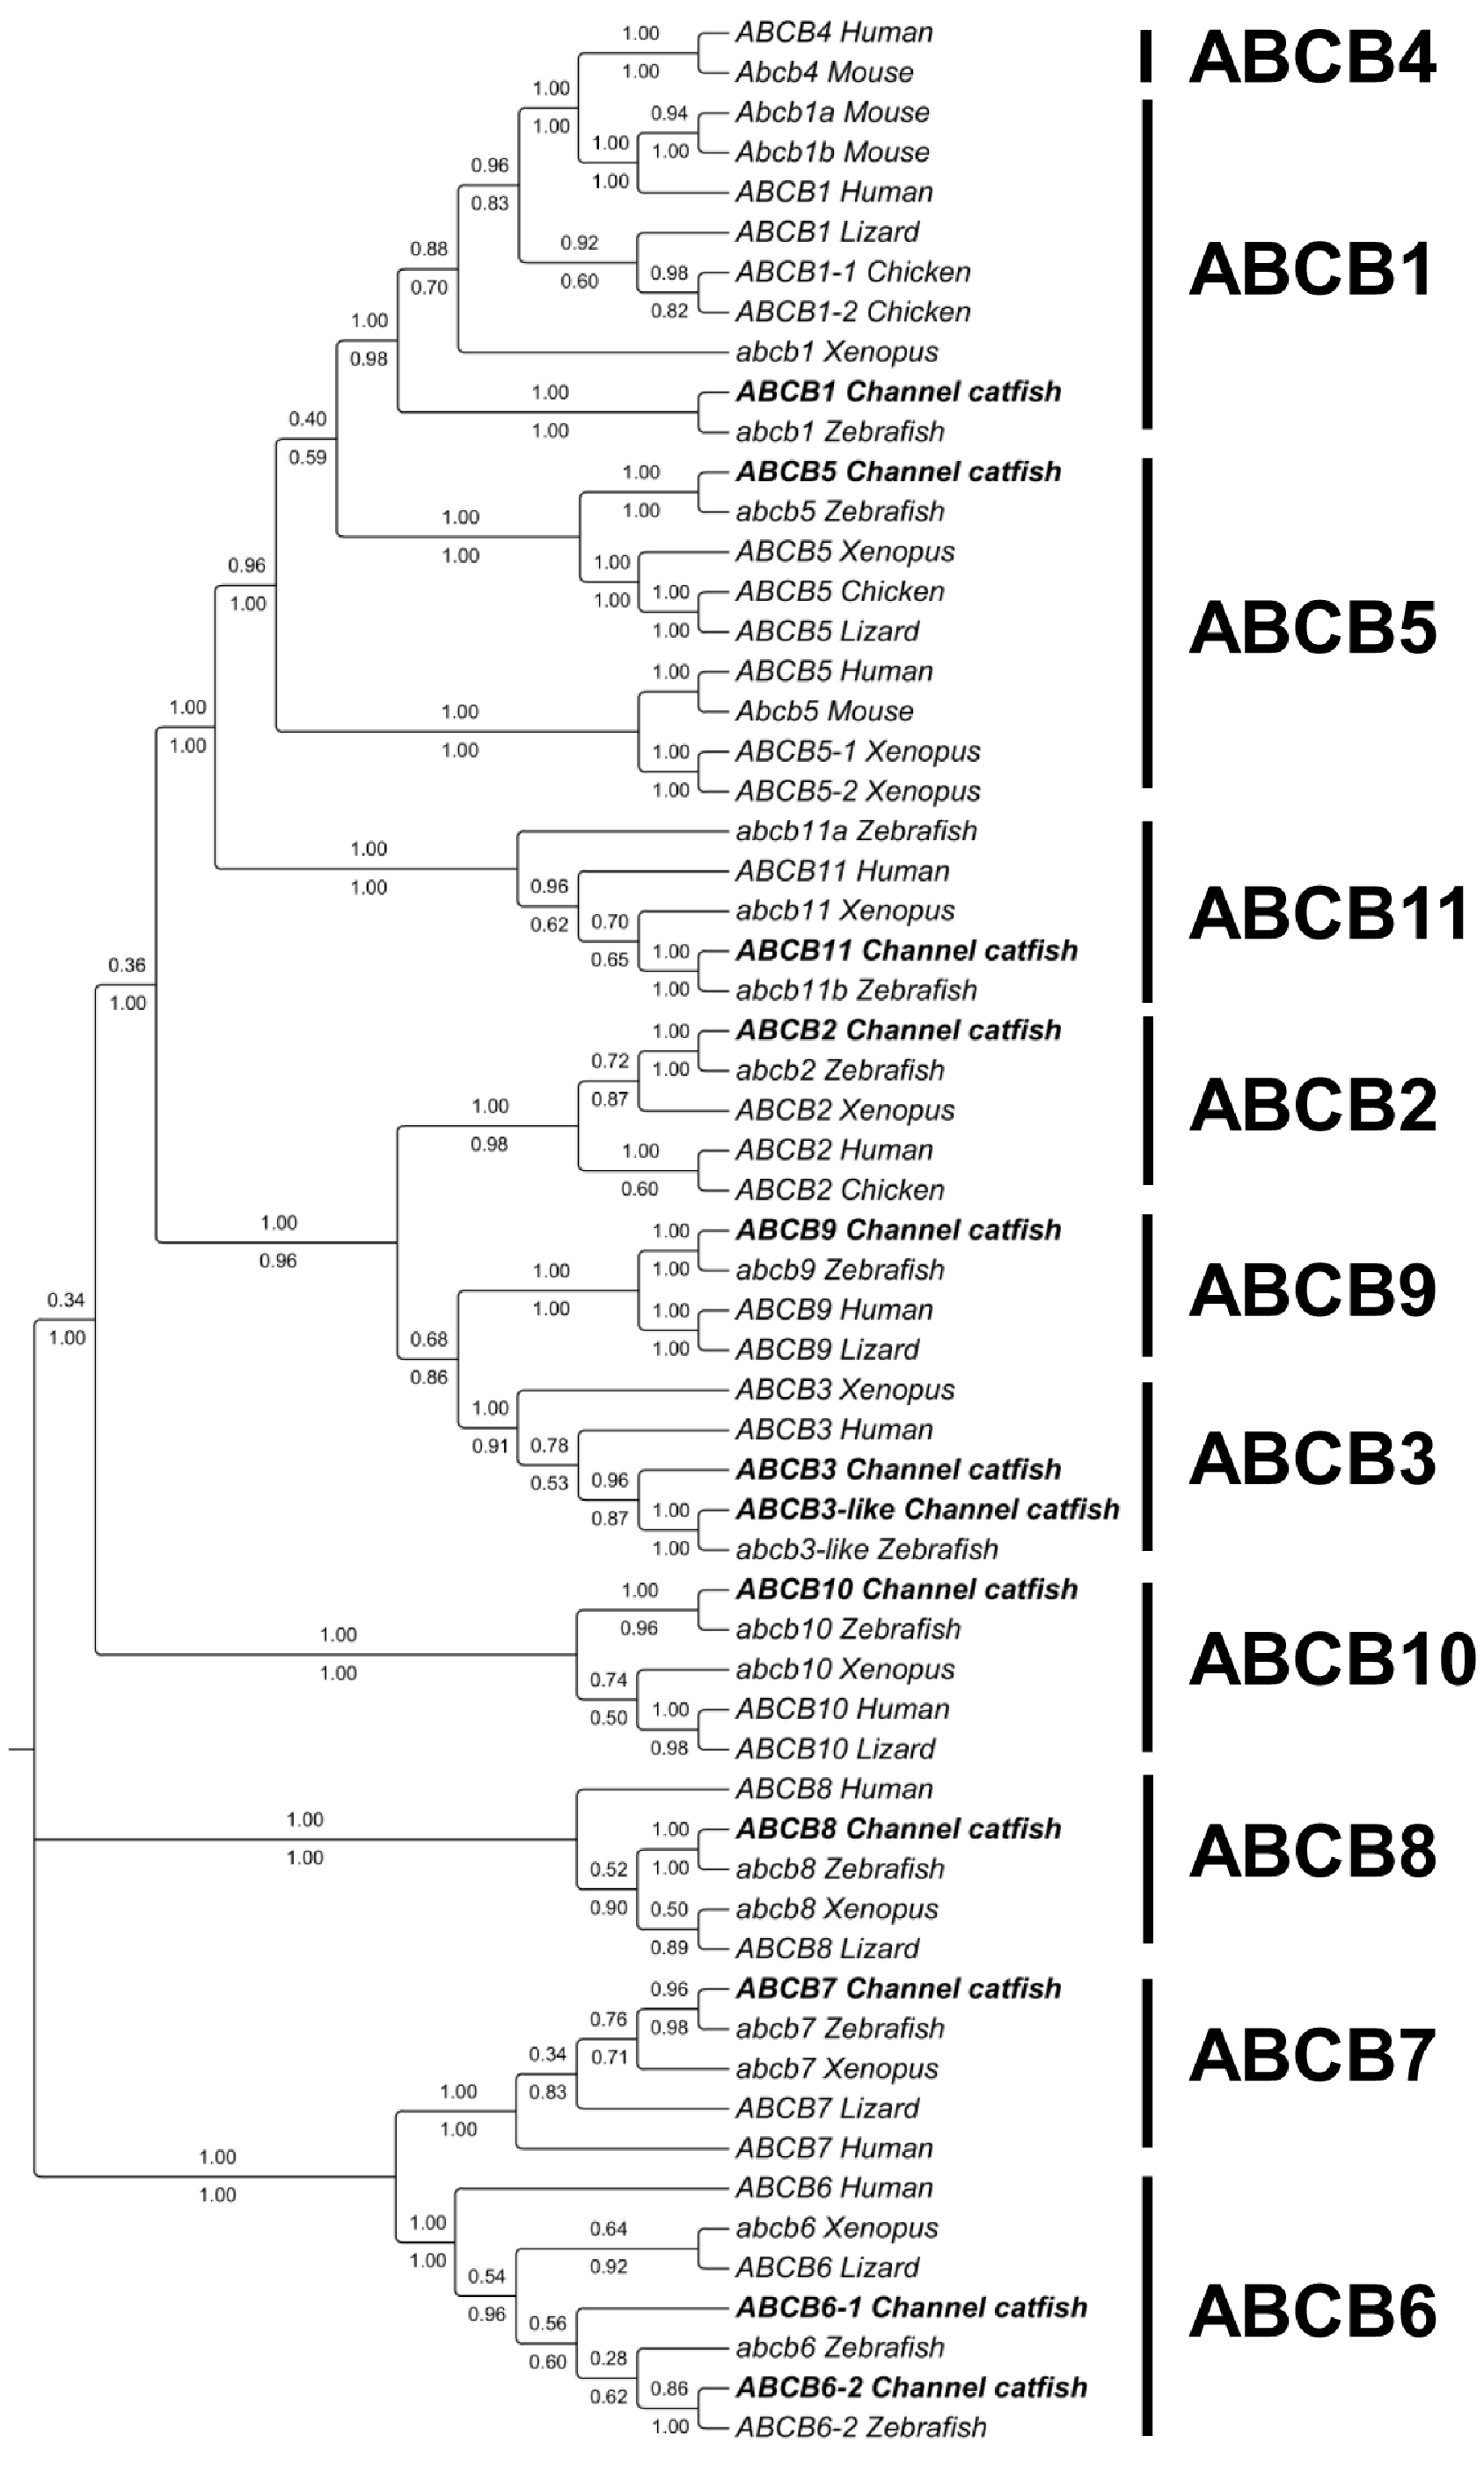 1.00
ABCB4 Human
ABCB4
1.00
Abcb4 Mouse
1.00
0.94
Abcb1a Mouse
1.00
1.00
1.00
Abcb1b Mouse
0.96
1.00
ABCB1 Human
0.83
0.92
ABCB1 Lizard
0.88
0.98
ABCB1-1 Chicken
ABCB1
0.70
0.60
0.82
ABCB1-2 Chicken
1.00
abcb1 Xenopus
0.98
1.00
ABCB1 Channel catfish
0.40
1.00
abcb1 Zebrafish
0.59
1.00
ABCB5 Channel catfish
1.00
1.00
abcb5 Zebrafish
1.00
0.96
1.00
ABCB5 Xenopus
1.00
1.00
1.00
ABCB5 Chicken
1.00
ABCB5 Lizard
ABCB5
1.00
ABCB5 Human
1.00
1.00
Abcb5 Mouse
1.00
1.00
1.00
ABCB5-1 Xenopus
1.00
ABCB5-2 Xenopus
1.00
abcb11a Zebrafish
1.00
0.96
ABCB11 Human
0.62
0.70
abcb11 Xenopus
ABCB11
0.36
0.65
1.00
ABCB11 Channel catfish
1.00
1.00
abcb11b Zebrafish
1.00
ABCB2 Channel catfish
0.72
1.00
abcb2 Zebrafish
1.00
0.87
ABCB2 Xenopus
ABCB2
0.98
1.00
ABCB2 Human
0.60
ABCB2 Chicken
1.00
1.00
ABCB9 Channel catfish
0.96
1.00
1.00
abcb9 Zebrafish
ABCB9
0.34
1.00
1.00
ABCB9 Human
1.00
0.68
1.00
ABCB9 Lizard
0.86
ABCB3 Xenopus
1.00
0.91
0.78
ABCB3 Human
ABCB3
0.53
0.96
ABCB3 Channel catfish
0.87
1.00
ABCB3-like Channel catfish
1.00
abcb3-like Zebrafish
1.00
ABCB10 Channel catfish
1.00
0.96
abcb10 Zebrafish
1.00
0.74
abcb10 Xenopus
ABCB10
0.50
1.00
ABCB10 Human
0.98
ABCB10 Lizard
1.00
ABCB8 Human
1.00
1.00
ABCB8 Channel catfish
0.52
1.00
abcb8 Zebrafish
ABCB8
0.90
0.50
abcb8 Xenopus
0.89
ABCB8 Lizard
0.96
ABCB7 Channel catfish
0.76
0.98
abcb7 Zebrafish
0.34
0.71
abcb7 Xenopus
ABCB7
1.00
0.83
ABCB7 Lizard
1.00
ABCB7 Human
1.00
1.00
ABCB6 Human
1.00
0.64
abcb6 Xenopus
1.00
0.54
0.92
ABCB6 Lizard
0.96
0.56
ABCB6-1 Channel catfish
ABCB6
0.60
0.28
abcb6 Zebrafish
0.62
0.86
ABCB6-2 Channel catfish
1.00
ABCB6-2 Zebrafish